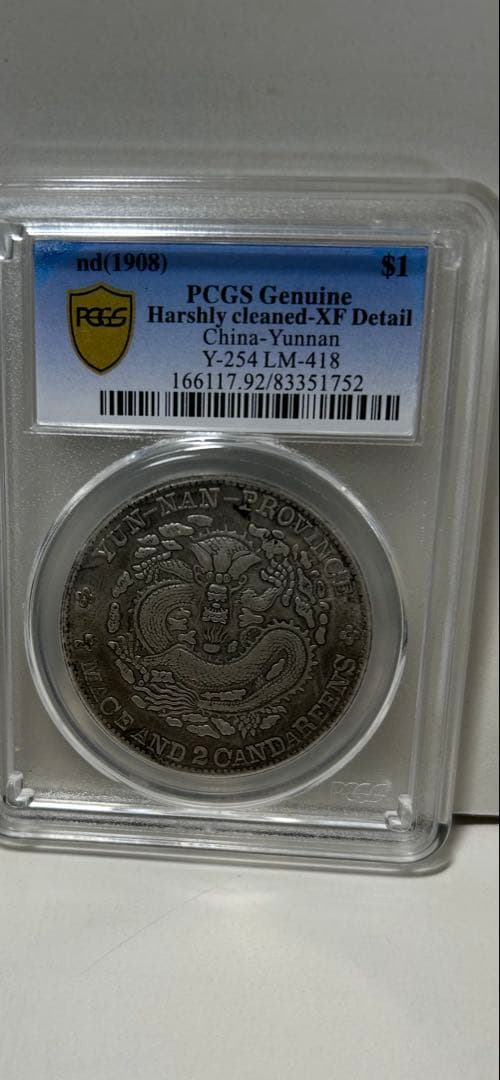 nd(1908) $1
PCGS Genuine
Harshly cleaned-XF Detail
China-Yunnan
Y-254 LM-418
166117.92/83351752
PCGS
YUN-NAN-PROVINCE
7 MACE AND 2 CANDAREENS
PCGS